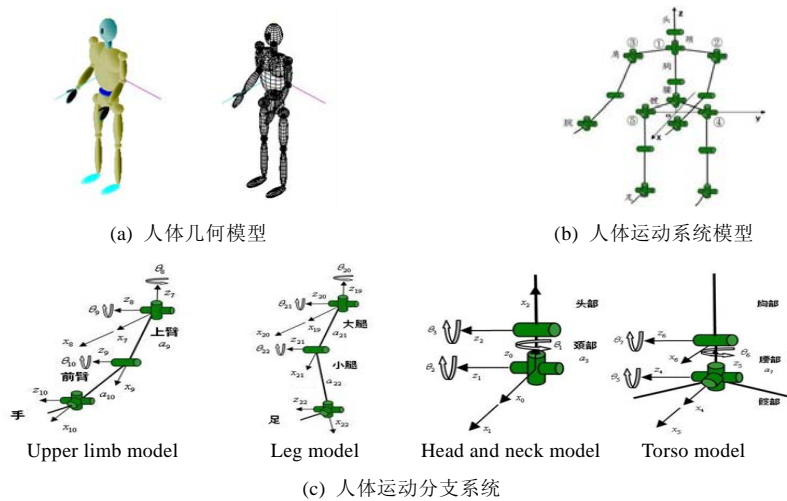 z
头
③
①
颈
②
肩
胸
腰
髋
腕
⑤
④
y
x
足
(a) 人体几何模型
(b) 人体运动系统模型
θ8
z7
θ9
z8
x8
x7
上臂
a9
θ10
z9
前臂
x9
z10
a10
手
x10
θ20
z19
θ21
z20
x20
x19
大腿
a21
θ22
z21
x21
小腿
a22
z22
足
x22
x2
头部
θ3
z2
θ1
颈部
z0
a3
θ2
z1
x0
x1
胸部
θ7
z6
θ6
x6
z5
腰部
a7
θ5
z4
x4
髋部
x5
Upper limb model
Leg model
Head and neck model
Torso model
(c) 人体运动分支系统